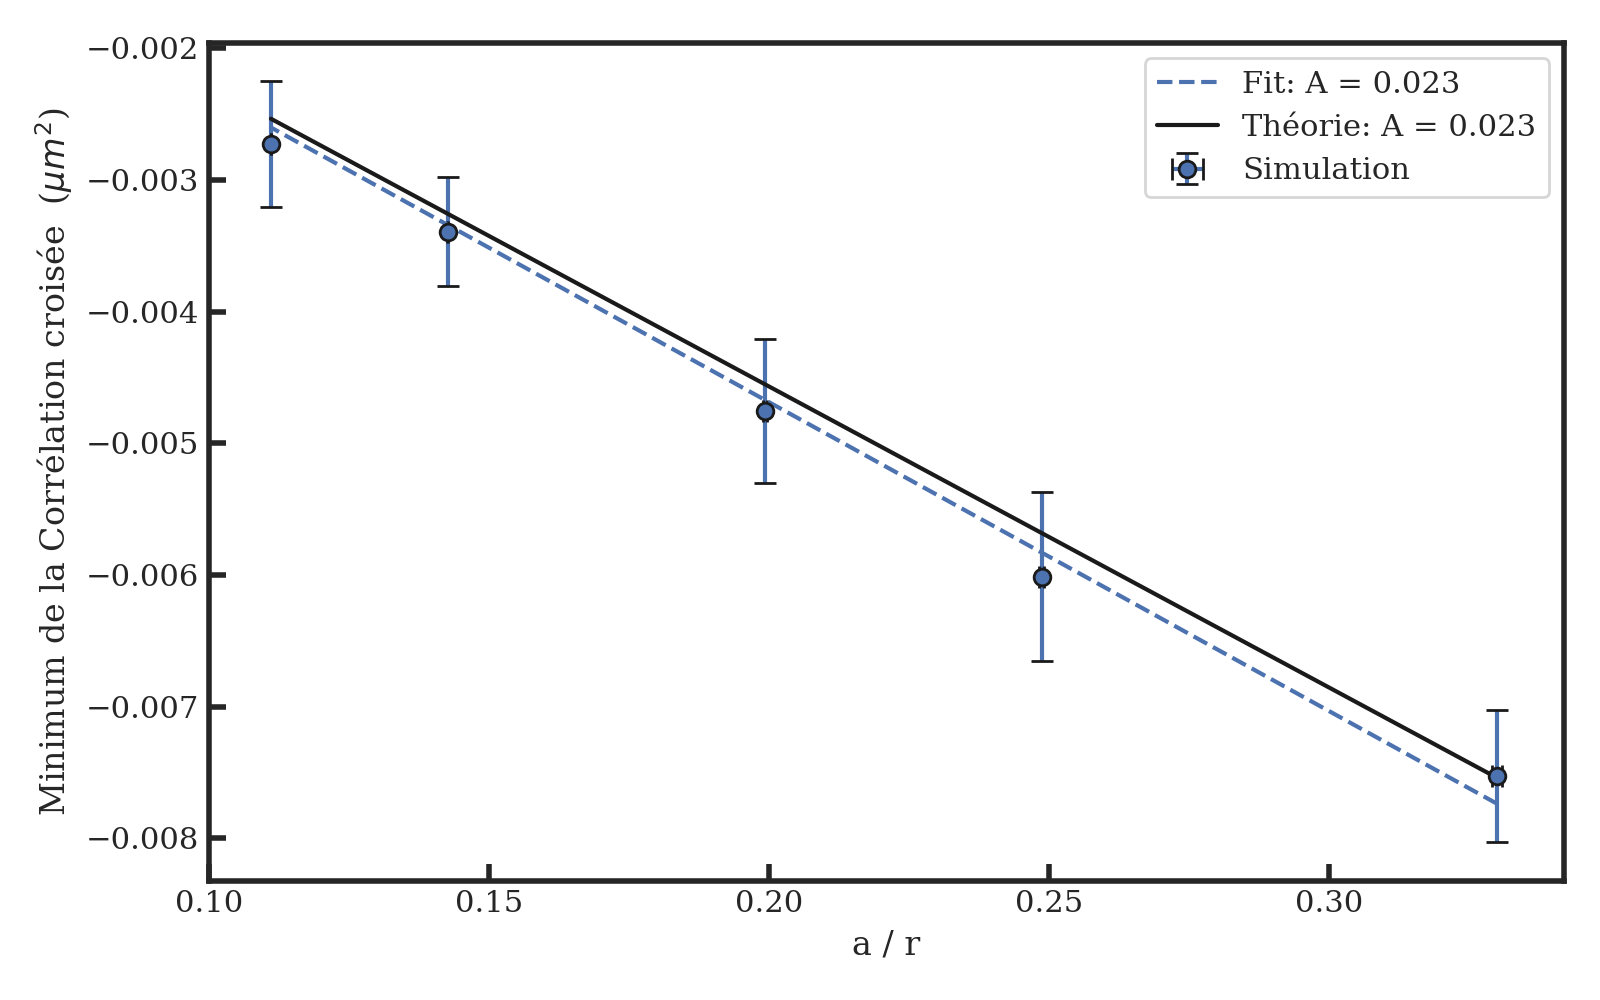 Minimum de la Corrélation croisée (μm²)
−0.002
−0.003
−0.004
−0.005
−0.006
−0.007
−0.008
Fit: A = 0.023
Théorie: A = 0.023
Simulation
0.10 0.15 0.20 0.25 0.30
a / r